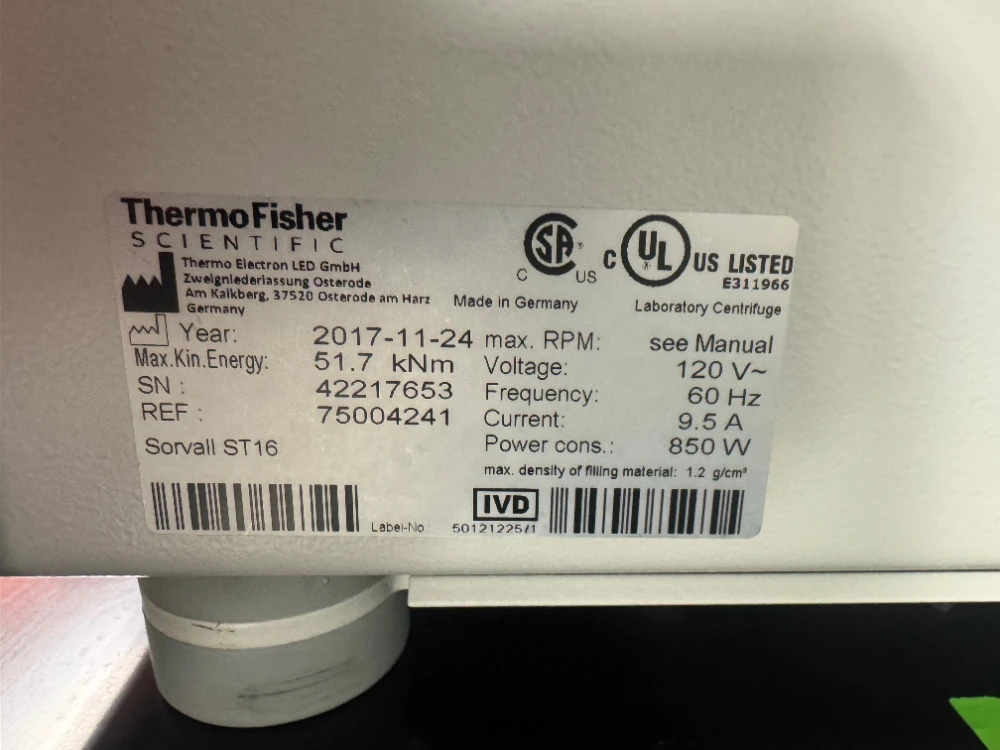 ThermoFisher
SCIENTIFIC
Thermo Electron LED GmbH
Zweigniederlassung Osterode
Am Kalkberg, 37520 Osterode am Harz
Germany
Made in Germany
C SA US
C UL US LISTED
E311966
Laboratory Centrifuge
Year: 2017-11-24
Max.Kin.Energy: 51.7 kNm
SN : 42217653
REF : 75004241
Sorvall ST16
max. RPM: see Manual
Voltage: 120 V~
Frequency: 60 Hz
Current: 9.5 A
Power cons.: 850 W
max. density of filling material: 1.2 g/cm³
IVD
Label-No 50121225/1